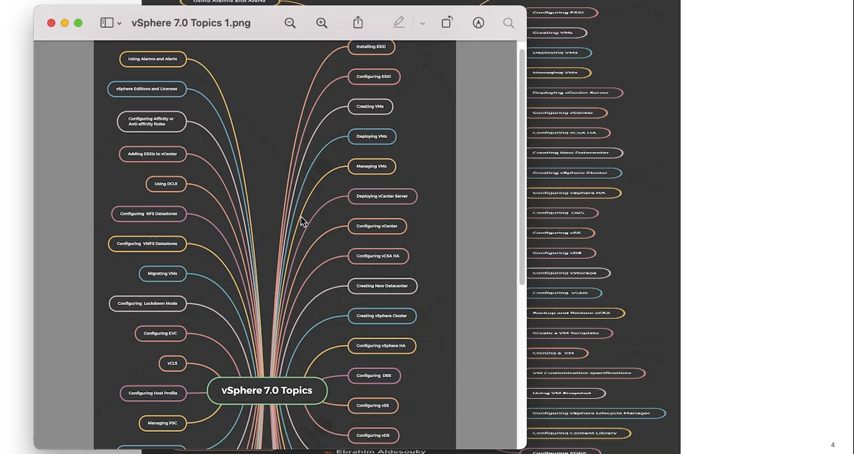 vSphere 7.0 Topics 1.png
Using Alarms and Alerts
vSphere Editions and Licenses
Configuring Affinity or
Anti-affinity Rules
Adding ESXIs to vCenter
Using DCUI
Configuring NFS Datastores
Configuring VMFS Datastores
Migrating VMs
Configuring Lockdown Mode
Configuring EVC
vCLS
Configuring Host Profile
Managing PSC
vSphere 7.0 Topics
Installing ESXi
Configuring ESXi
Creating VMs
Deploying VMs
Managing VMs
Deploying vCenter Server
Configuring vCenter
Configuring vCSA HA
Creating New Datacenter
Creating vSphere Cluster
Configuring vSphere HA
Configuring DRS
Configuring vSS
Configuring vDS
Configuring ESXi
Creating VMs
Deploying VMs
Managing VMs
Deploying vCenter Server
Configuring vCenter
Configuring vCSA HA
Creating New Datacenter
Creating vSphere Cluster
Configuring vSphere HA
Configuring DRS
Configuring vSS
Configuring vDS
Configuring vStorage
Configuring vSAN
Backup and Restore vCSA
Create a VM Template
Cloning a VM
VM Customization specifications
Using VM Snapshot
Configuring vSphere Lifecycle Manager
Configuring Content Library
Ebrahim Aldesouky
4